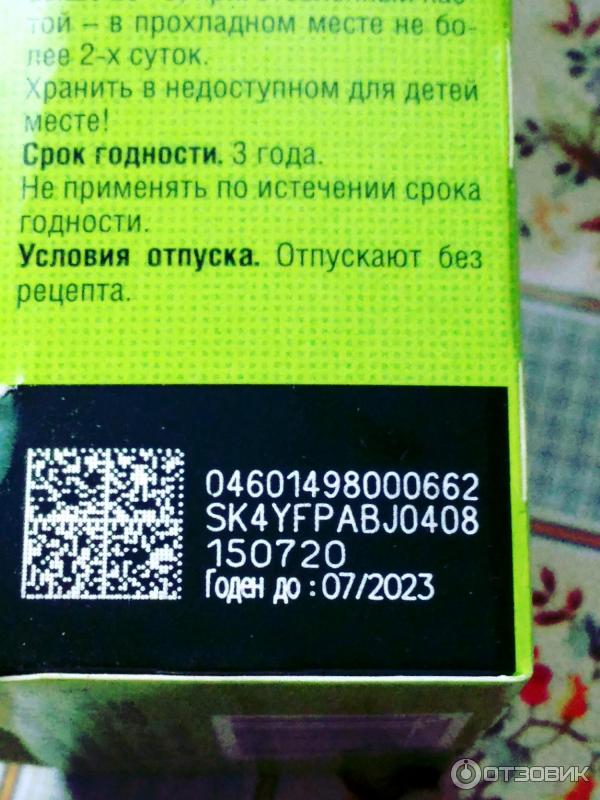 той – в прохладном месте не бо-
лее 2-х суток.
Хранить в недоступном для детей
месте!
Срок годности. 3 года.
Не применять по истечении срока
годности.
Условия отпуска. Отпускают без
рецепта.
04601498000662
SK4YFPABJ0408
150720
Годен до : 07/2023
ОТЗОВИК